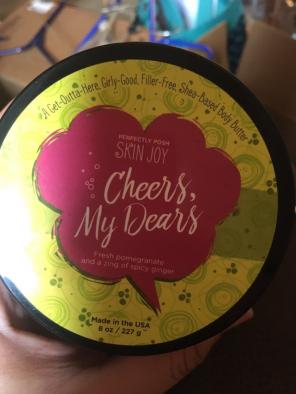 A Get-Outta-Here, Girly-Good, Filler-Free, Shea-Based Body Butter
PERFECTLY POSH
SKIN JOY
Cheers,
My Dears
Fresh pomegranate
and a zing of spicy ginger
Made in the USA
8 oz / 227 g